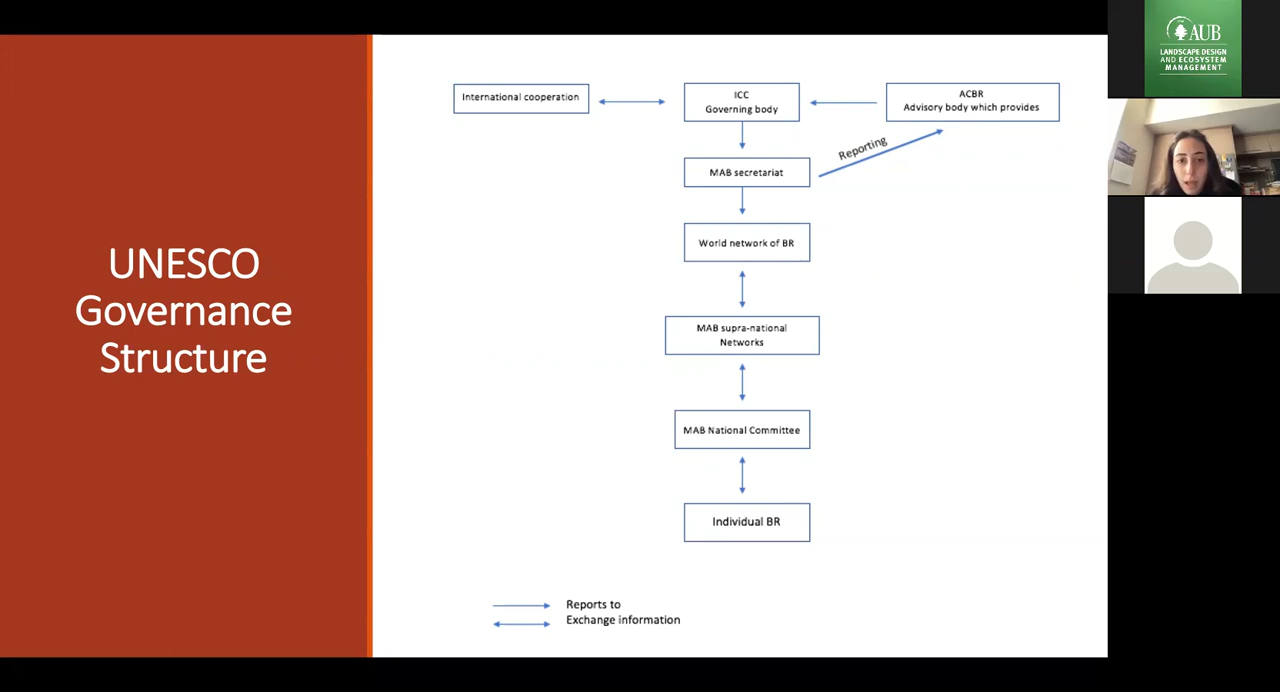 UNESCO
Governance
Structure
International cooperation
ICC
Governing body
ACBR
Advisory body which provides
Reporting
MAB secretariat
World network of BR
MAB supra-national
Networks
MAB National Committee
Individual BR
Reports to
Exchange information
AUB
LANDSCAPE DESIGN
AND ECOSYSTEM
MANAGEMENT